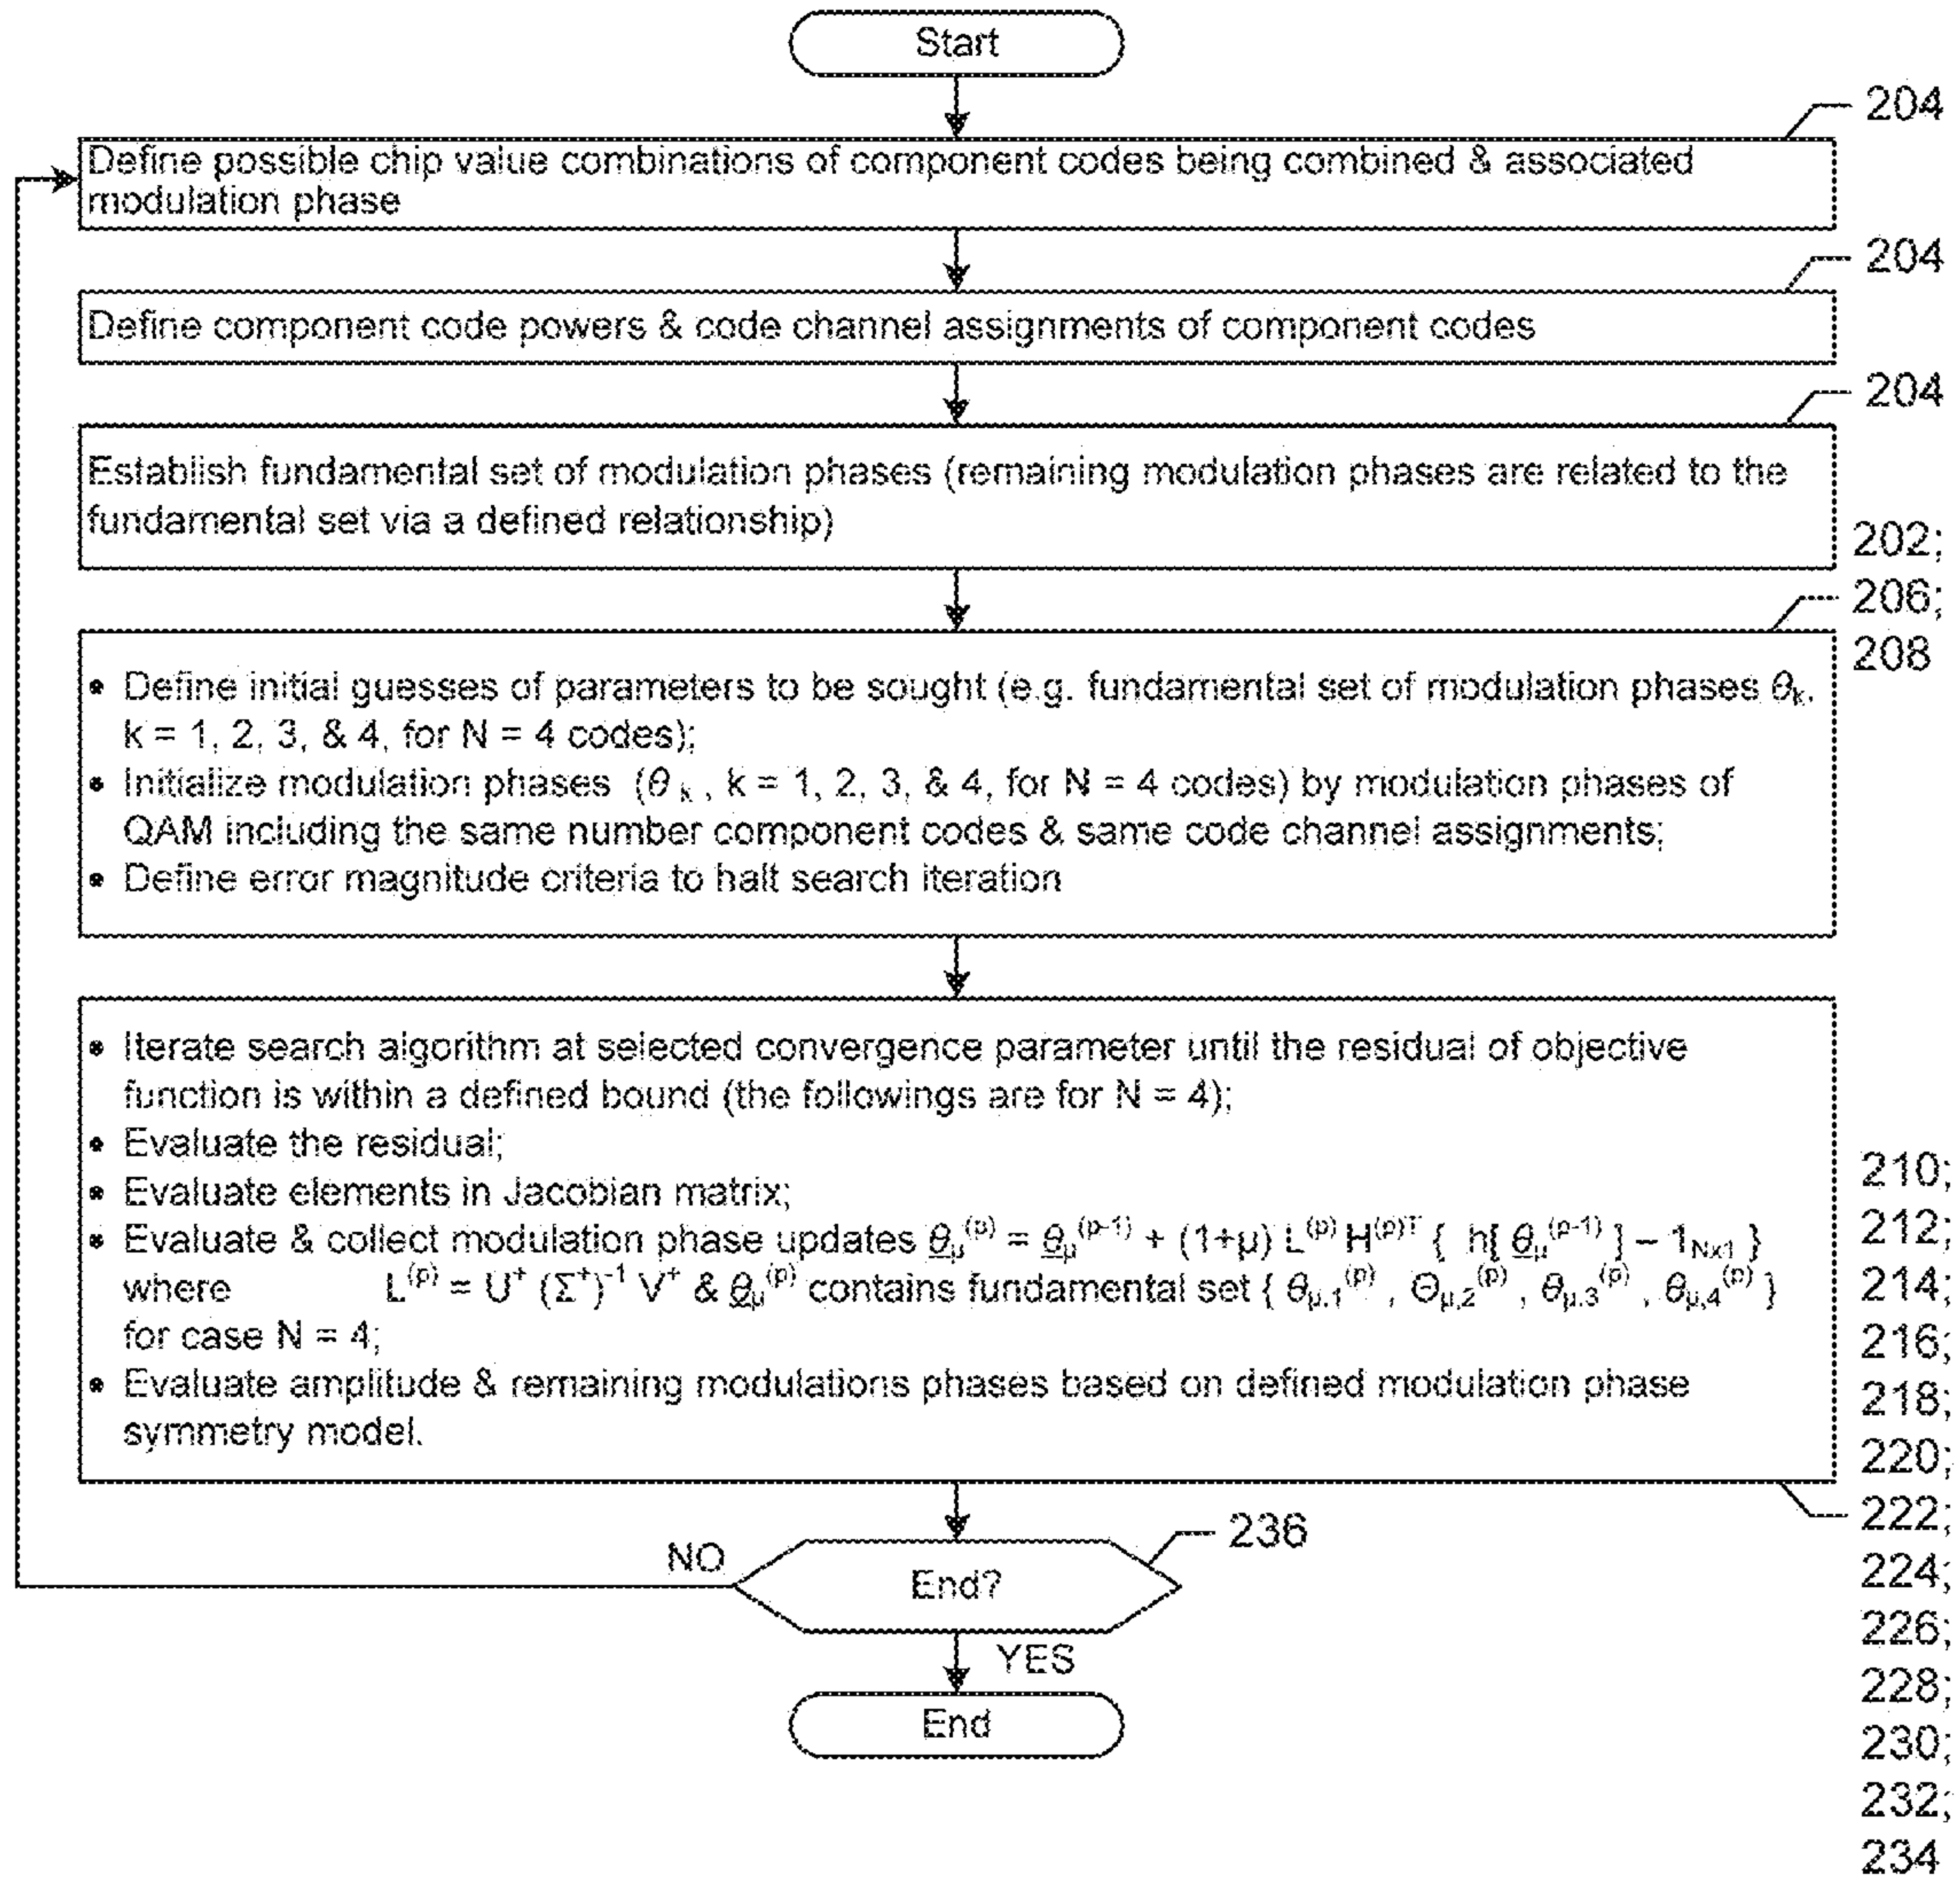 Start
204
Define possible chip value combinations of component codes being combined & associated
modulation phase
204
Define component code powers & code channel assignments of component codes
204
Establish fundamental set of modulation phases (remaining modulation phases are related to the
fundamental set via a defined relationship)
202;
206;
208
• Define initial guesses of parameters to be sought (e.g. fundamental set of modulation phases θk,
k = 1, 2, 3, & 4, for N = 4 codes);
• Initialize modulation phases (θ k , k = 1, 2, 3, & 4, for N = 4 codes) by modulation phases of
QAM including the same number component codes & same code channel assignments;
• Define error magnitude criteria to halt search iteration
• Iterate search algorithm at selected convergence parameter until the residual of objective
function is within a defined bound (the followings are for N = 4);
• Evaluate the residual;
• Evaluate elements in Jacobian matrix;
• Evaluate & collect modulation phase updates θμ(p) = θμ(p-1) + (1+μ) L(p) H(p)T { h[ θμ(p-1) ] – 1Nx1 }
where L(p) = U+ (Σ+)-1 V+ & θμ(p) contains fundamental set { θμ,1(p) , Θμ,2(p) , θμ,3(p) , θμ,4(p) }
for case N = 4;
• Evaluate amplitude & remaining modulations phases based on defined modulation phase
symmetry model.
210;
212;
214;
216;
218;
220;
222;
224;
226;
228;
230;
232;
234
236
NO
End?
YES
End